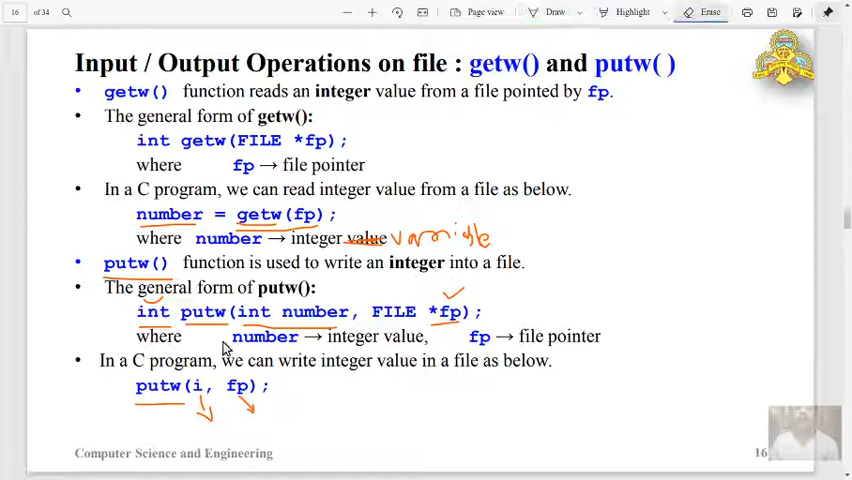 16 of 34
Page view
Draw
Highlight
Erase
Input / Output Operations on file : getw() and putw( )
• getw() function reads an integer value from a file pointed by fp.
• The general form of getw():
int getw(FILE *fp);
where fp → file pointer
• In a C program, we can read integer value from a file as below.
number = getw(fp);
where number → integer value variable
• putw() function is used to write an integer into a file.
• The general form of putw():
int putw(int number, FILE *fp);
where number → integer value, fp → file pointer
• In a C program, we can write integer value in a file as below.
putw(i, fp);
Computer Science and Engineering
16